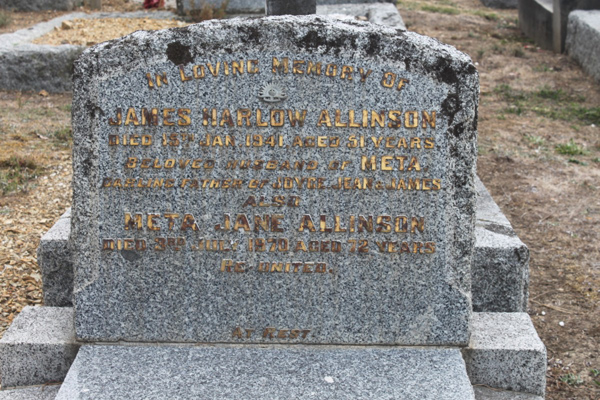 IN LOVING MEMORY OF
JAMES HARLOW ALLINSON
DIED JAN. 1941, AGED 51 YEARS
BELOVED HUSBAND OF META
DARLING FATHER OF JOYCE, JEAN & JAMES
ALSO
META JANE ALLINSON
DIED 3RD JULY 1970, AGED 72 YEARS
RE-UNITED.
AT REST.